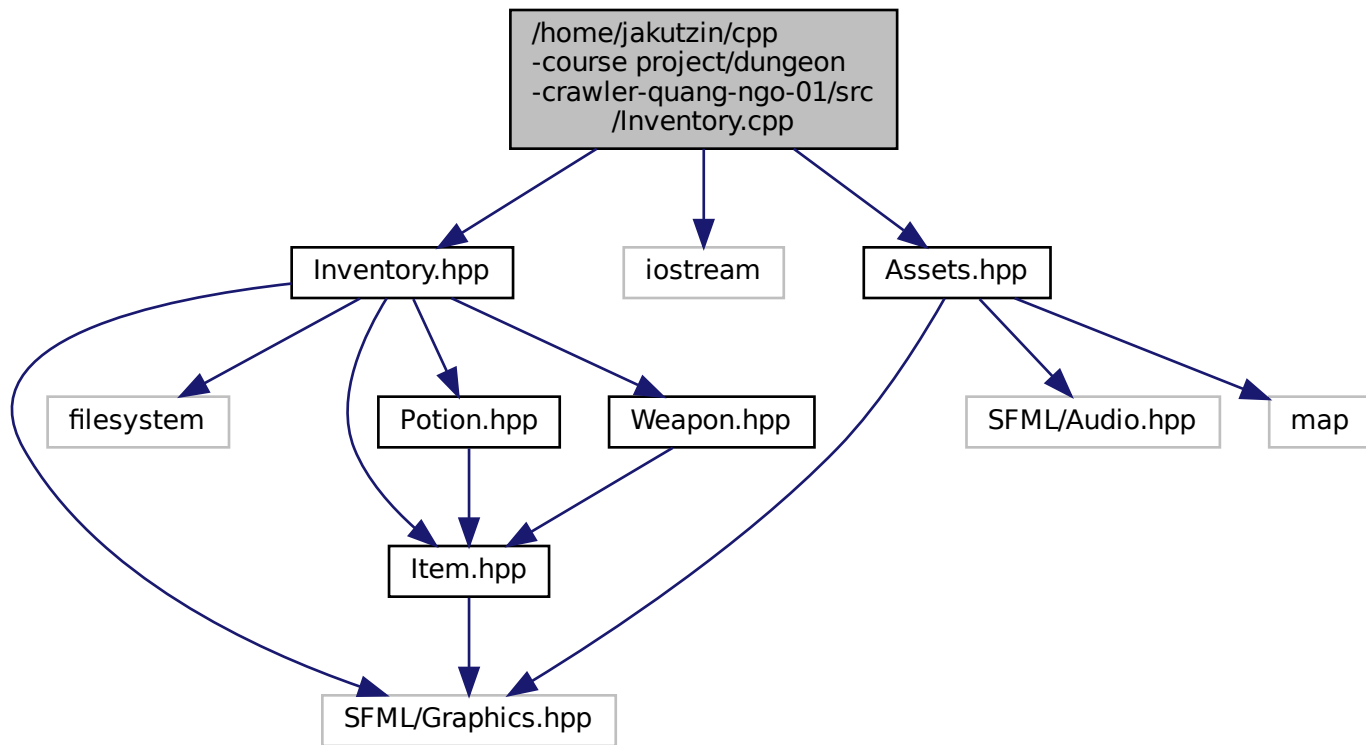 /home/jakutzin/cpp
-course project/dungeon
-crawler-quang-ngo-01/src
/Inventory.cpp
Inventory.hpp
iostream
Assets.hpp
filesystem
Potion.hpp
Weapon.hpp
SFML/Audio.hpp
map
Item.hpp
SFML/Graphics.hpp